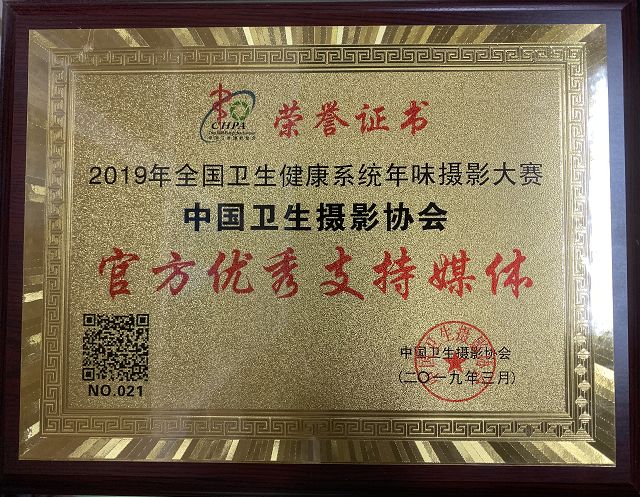 CHPA
荣誉证书
2019年全国卫生健康系统年味摄影大赛
中国卫生摄影协会
官方优秀支持媒体
NO.021
中国卫生摄影协会
(二〇一九年三月)